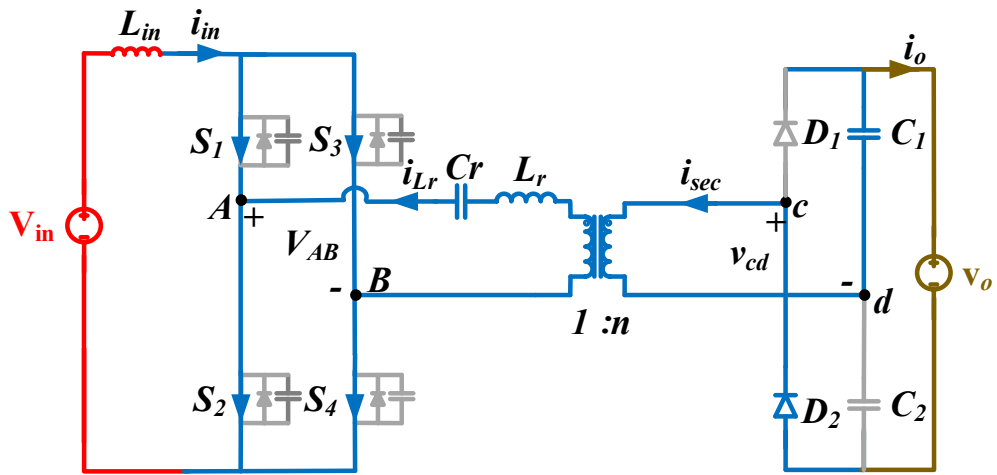 L_in i_in i_o
S_1 S_3 D_1 C_1
i_Lr Cr L_r i_sec
A + + c
V_in V_AB v_cd v_o
- B - d
1 :n
S_2 S_4 D_2 C_2